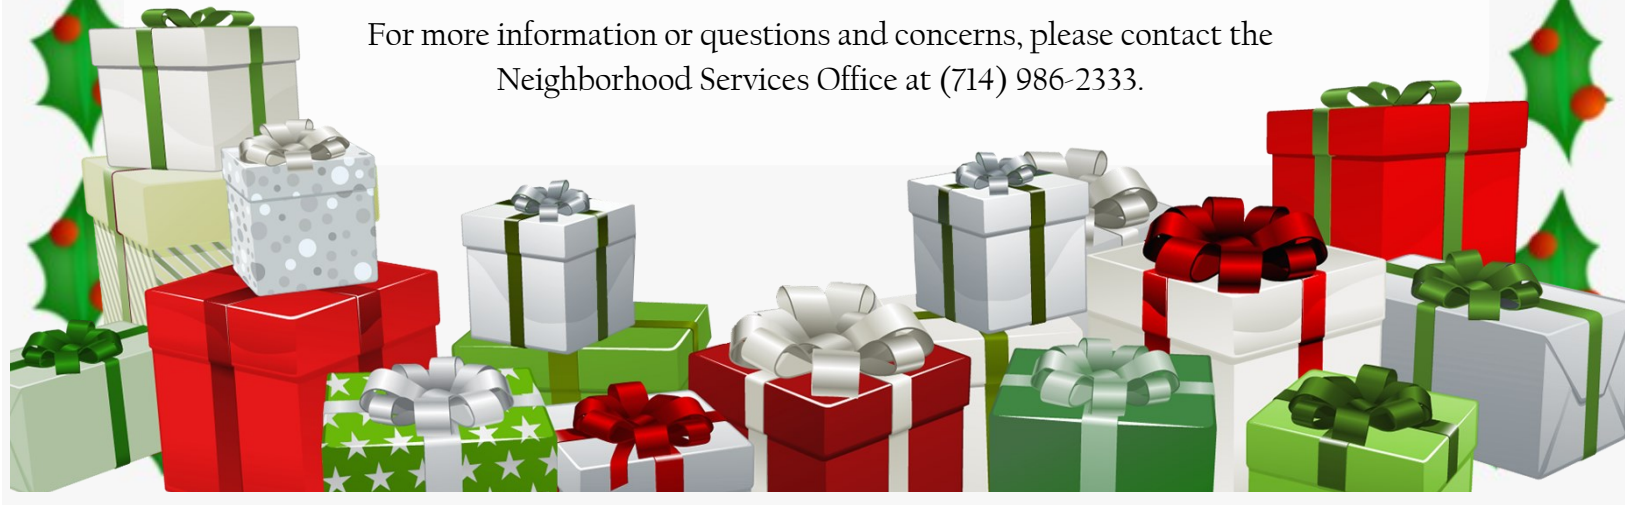 For more information or questions and concerns, please contact the
Neighborhood Services Office at (714) 986-2333.